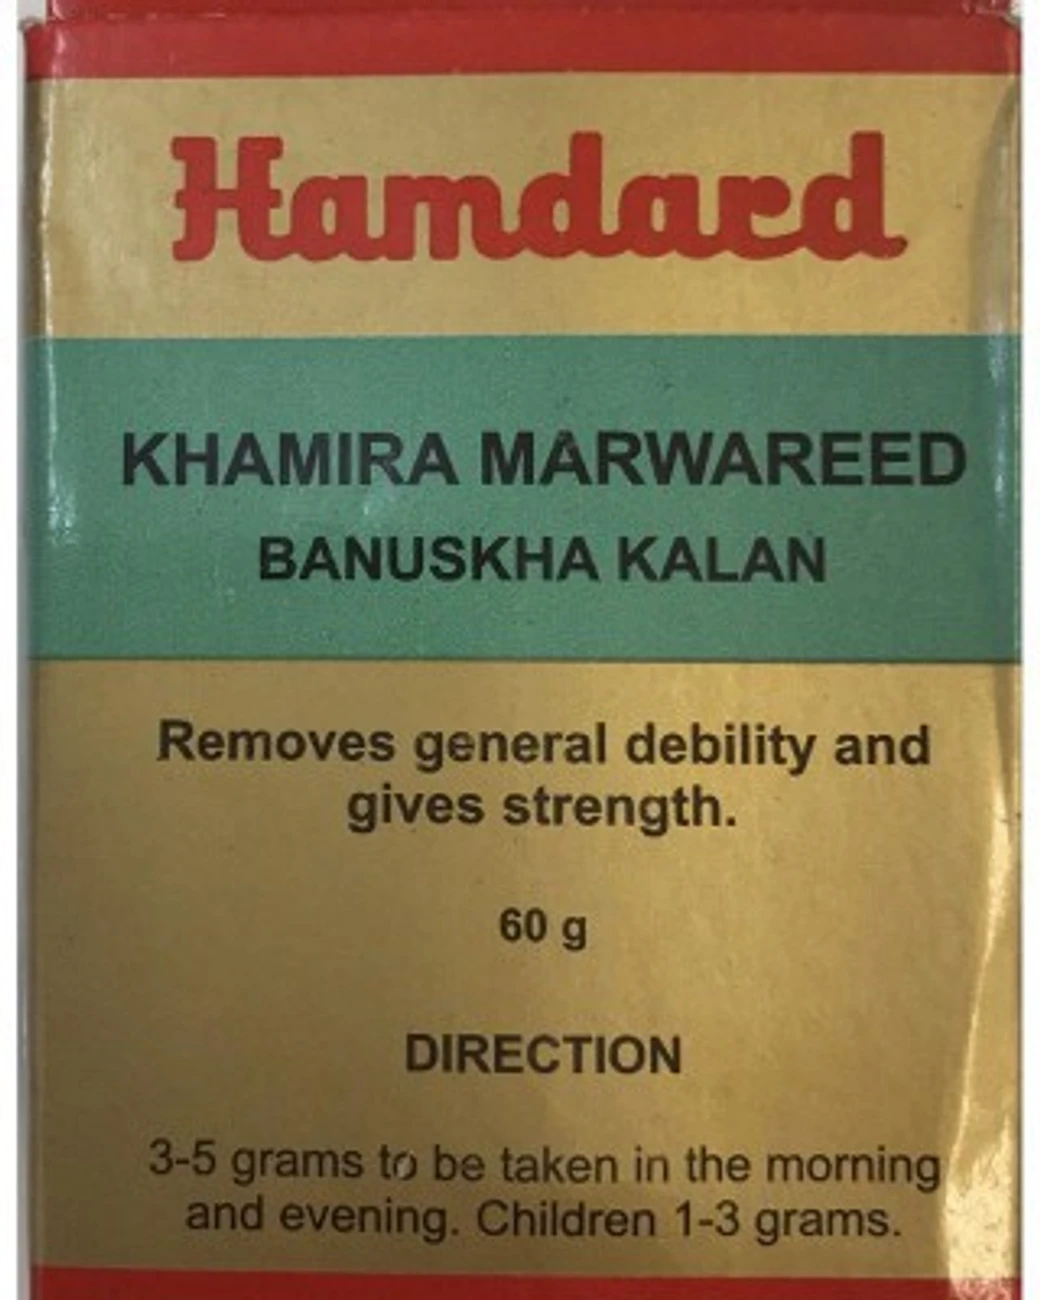 Hamdard
KHAMIRA MARWAREED
BANUSKHA KALAN
Removes general debility and
gives strength.
60 g
DIRECTION
3-5 grams to be taken in the morning
and evening. Children 1-3 grams.